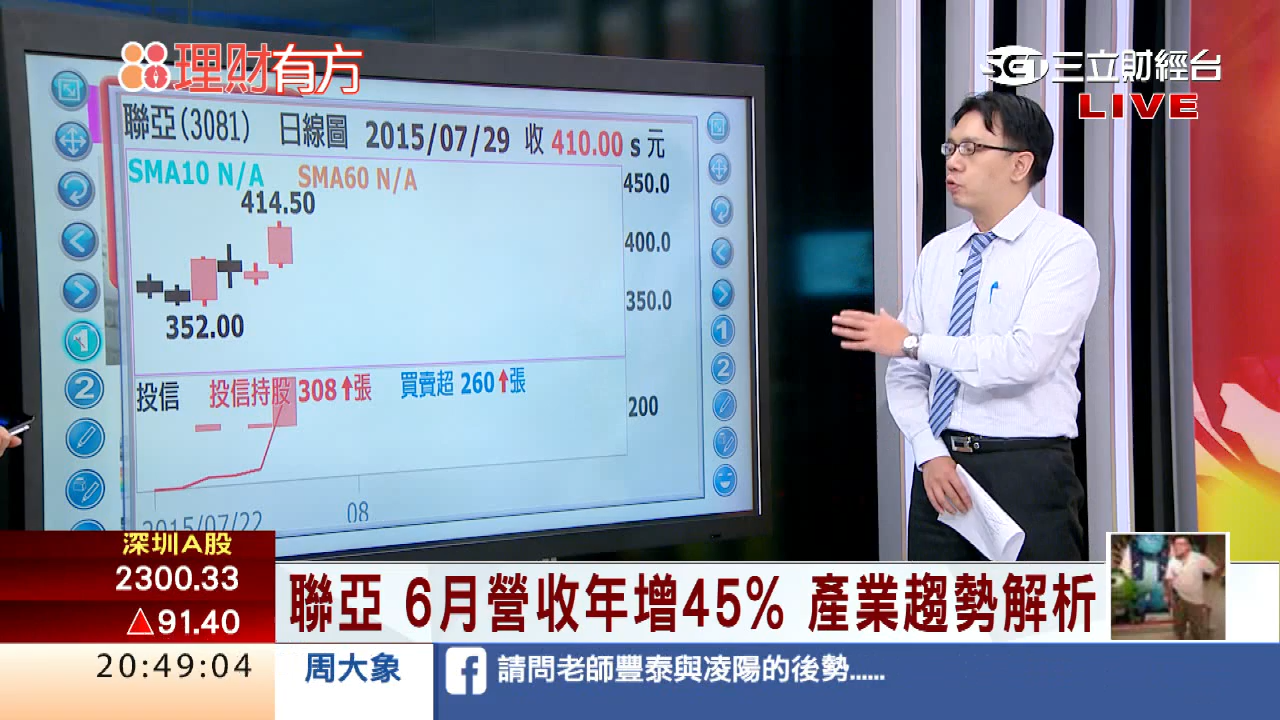 理財有方
三立財經台
LIVE
聯亞(3081) 日線圖 2015/07/29 收 410.00 s 元
SMA10 N/A SMA60 N/A
414.50
450.0
400.0
350.0
352.00
投信 投信持股 308↑張 買賣超 260↑張
200
2015/07/22
08
1
2
2
深圳A股
2300.33
△91.40
20:49:04
聯亞 6月營收年增45% 產業趨勢解析
周大象
請問老師豐泰與凌陽的後勢......